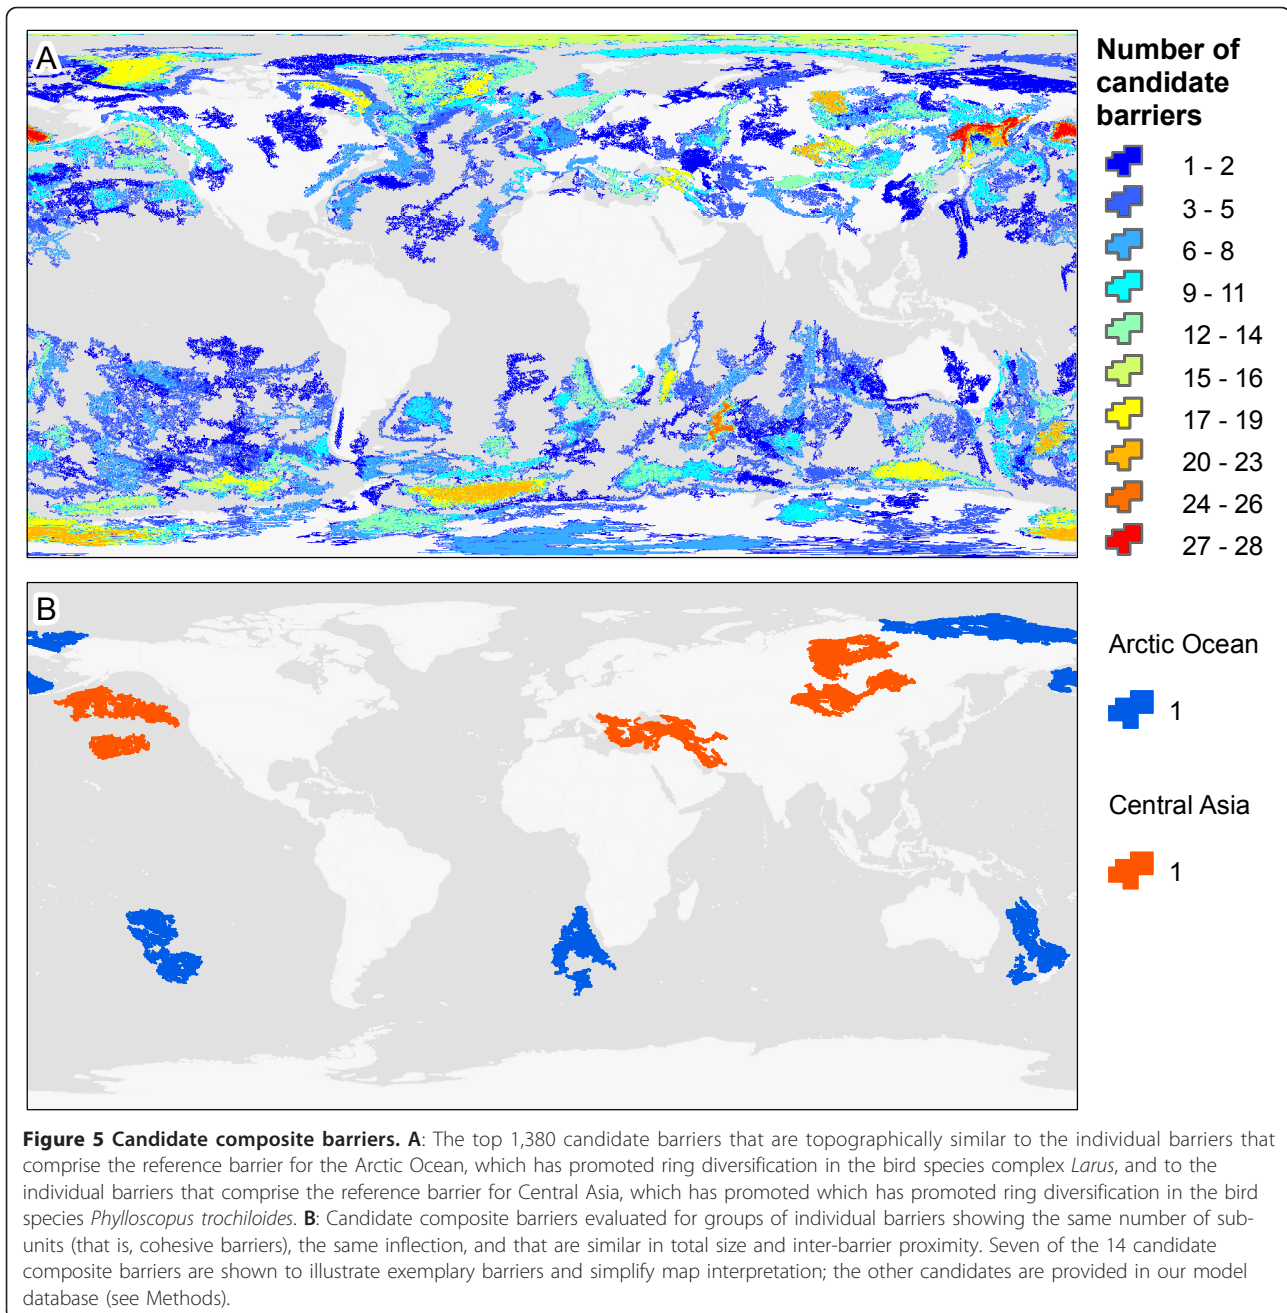 A
Number of
candidate
barriers
1 - 2
3 - 5
6 - 8
9 - 11
12 - 14
15 - 16
17 - 19
20 - 23
24 - 26
27 - 28
B
Arctic Ocean
1
Central Asia
1
Figure 5 Candidate composite barriers. A: The top 1,380 candidate barriers that are topographically similar to the individual barriers that
comprise the reference barrier for the Arctic Ocean, which has promoted ring diversification in the bird species complex Larus, and to the
individual barriers that comprise the reference barrier for Central Asia, which has promoted which has promoted ring diversification in the bird
species Phylloscopus trochiloides. B: Candidate composite barriers evaluated for groups of individual barriers showing the same number of sub-
units (that is, cohesive barriers), the same inflection, and that are similar in total size and inter-barrier proximity. Seven of the 14 candidate
composite barriers are shown to illustrate exemplary barriers and simplify map interpretation; the other candidates are provided in our model
database (see Methods).